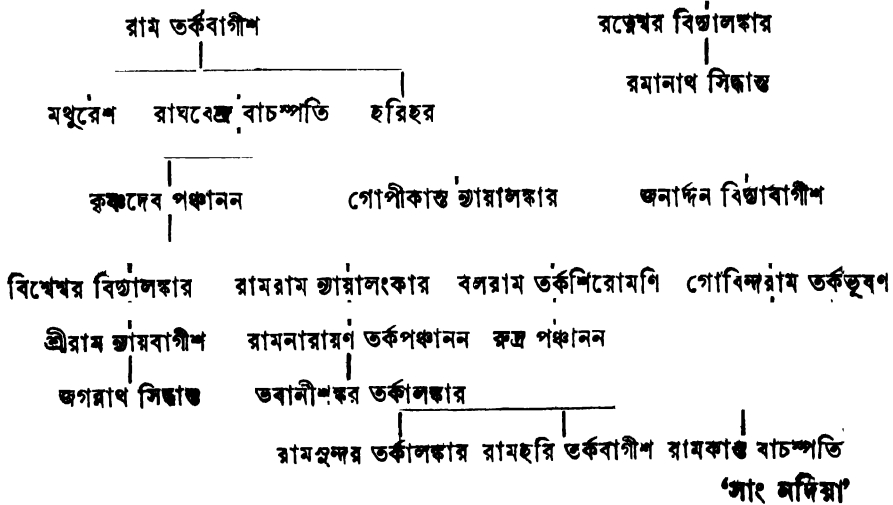 রাম তর্কবাগীশ রত্নেশ্বর বিদ্যালঙ্কার
রমানাথ সিদ্ধান্ত
মথুরেশ রাঘবেন্দ্র বাচস্পতি হরিহর
কৃষ্ণদেব পঞ্চানন গোপীকান্ত ন্যায়ালঙ্কার জনার্দ্দন বিদ্যাবাগীশ
বিশ্বেশ্বর বিদ্যালঙ্কার রামরাম ন্যায়ালংকার বলরাম তর্কশিরোমণি গোবিন্দরাম তর্কভূষণ
শ্রীরাম ন্যায়বাগীশ রামনারায়ণ তর্কপঞ্চানন রুদ্র পঞ্চানন
জগন্নাথ সিদ্ধান্ত ভবানীশঙ্কর তর্কালঙ্কার
রামসুন্দর তর্কালঙ্কার রামহরি তর্কবাগীশ রামকান্ত বাচস্পতি
‘সাং নদিয়া’